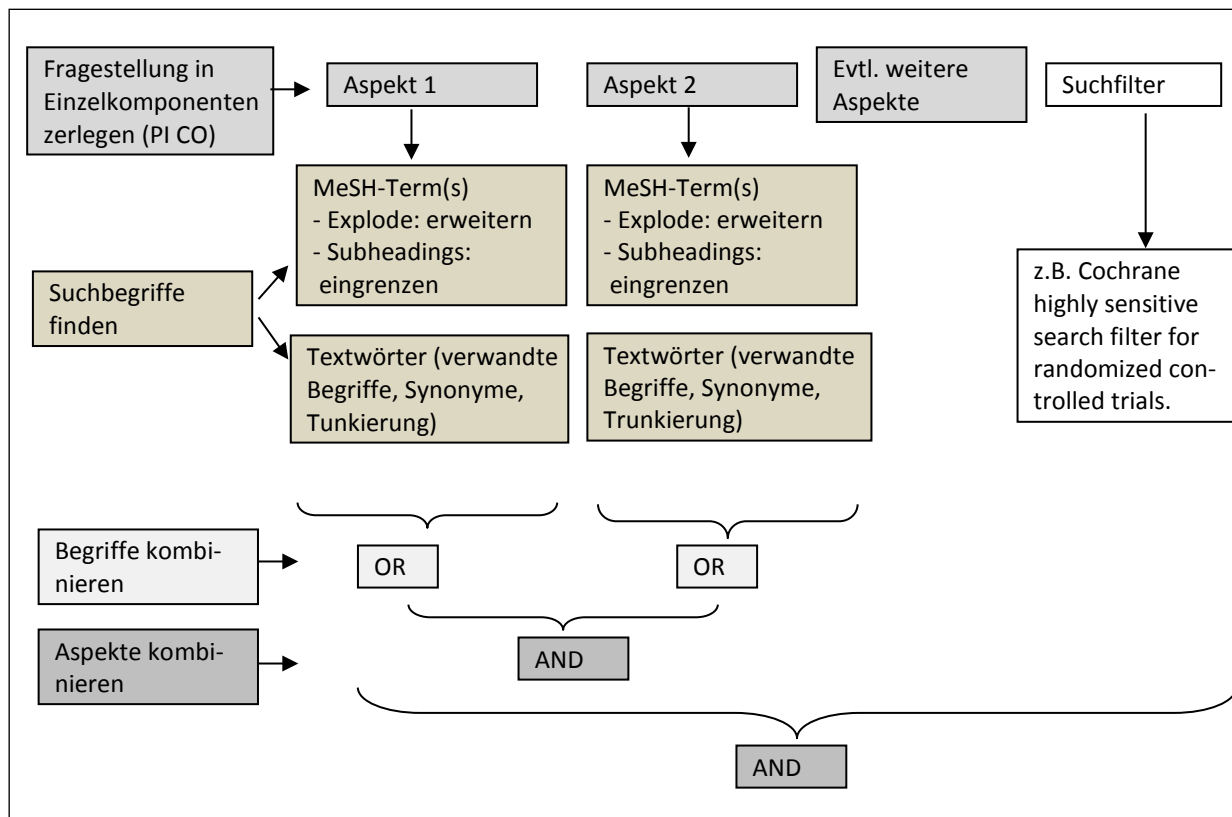 Fragestellung in
Einzelkomponenten
zerlegen (PI CO)
Aspekt 1
Aspekt 2
Evtl. weitere
Aspekte
Suchfilter
MeSH-Term(s)
- Explode: erweitern
- Subheadings:
eingrenzen
MeSH-Term(s)
- Explode: erweitern
- Subheadings:
eingrenzen
z.B. Cochrane
highly sensitive
search filter for
randomized con-
trolled trials.
Suchbegriffe
finden
Textwörter (verwandte
Begriffe, Synonyme,
Tunkierung)
Textwörter (verwandte
Begriffe, Synonyme,
Trunkierung)
Begriffe kombi-
nieren
OR
OR
Aspekte kombi-
nieren
AND
AND